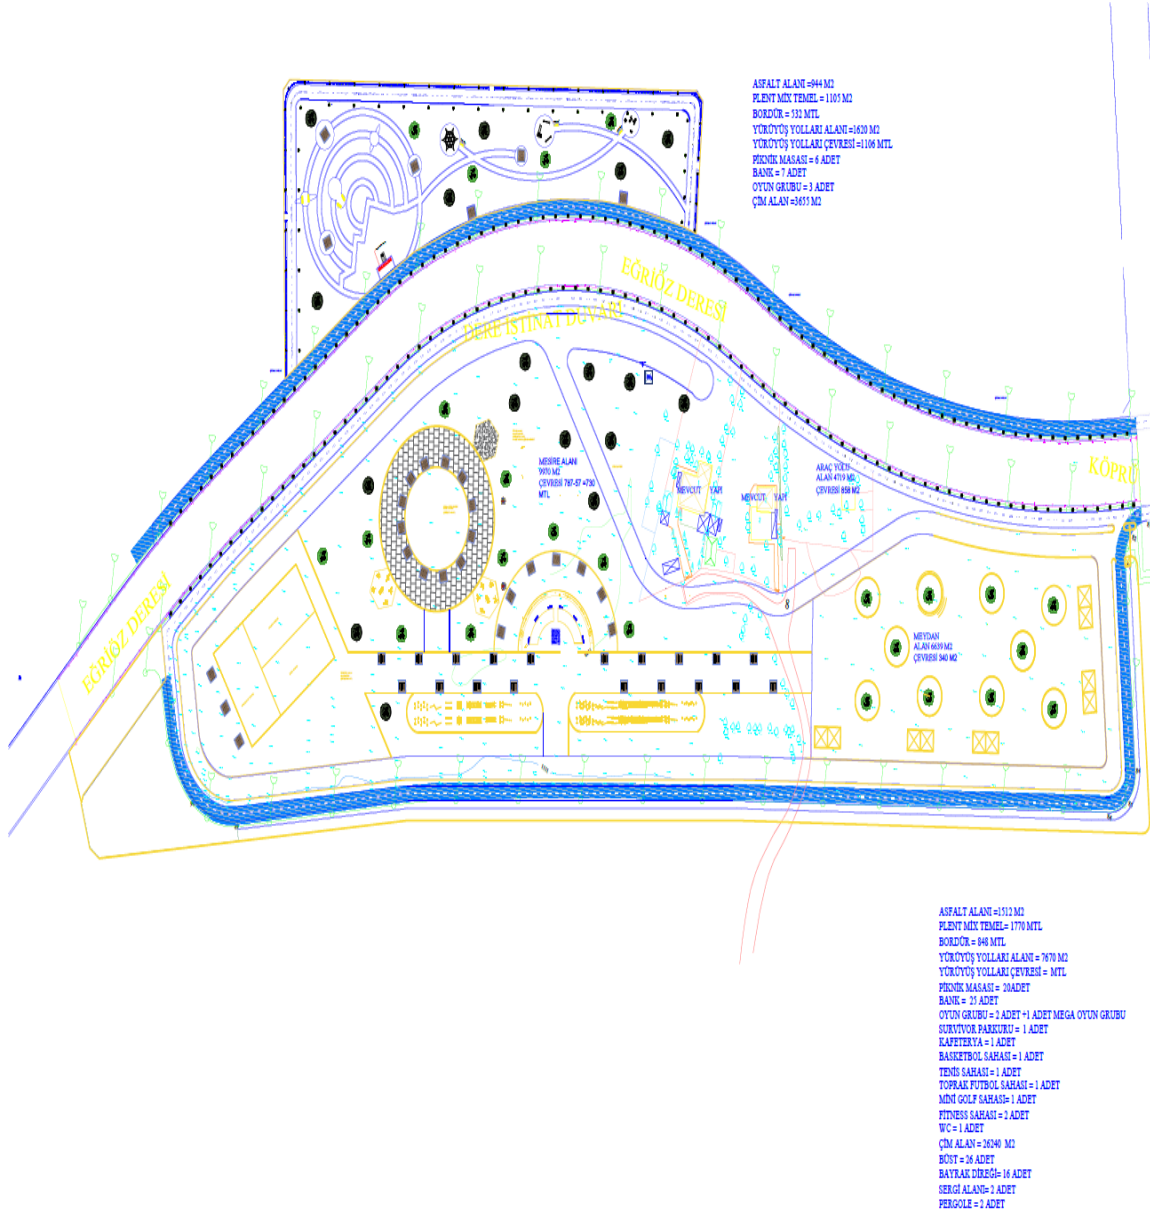 ASFALT ALANI =944 M2
PLENT MİX TEMEL = 1105 M2
BORDÜR = 532 MTL
YÜRÜYÜŞ YOLLARI ALANI =1620 M2
YÜRÜYÜŞ YOLLARI ÇEVRESİ =1106 MTL
PİKNİK MASASI = 6 ADET
BANK = 7 ADET
OYUN GRUBU = 3 ADET
ÇİM ALAN =3655 M2
EĞRİÖZ DERESİ
DERE İSTİNAT DUVARI
KÖPRÜ
MESİRE ALANI
9970 M2
ÇEVRESİ 787-57 =730
MTL
ARAÇ YOLU
ALAN 4719 M2
ÇEVRESİ 858 M2
MEVCUT YAPI
MEVCUT YAPI
EĞRİÖZ DERESİ
MEYDAN
ALAN 6639 M2
ÇEVRESİ 340 M2
ASFALT ALANI =1512 M2
PLENT MİX TEMEL= 1770 MTL
BORDÜR = 848 MTL
YÜRÜYÜŞ YOLLARI ALANI = 7670 M2
YÜRÜYÜŞ YOLLARI ÇEVRESİ = MTL
PİKNİK MASASI = 20ADET
BANK = 25 ADET
OYUN GRUBU = 2 ADET +1 ADET MEGA OYUN GRUBU
SURVİVOR PARKURU = 1 ADET
KAFETERYA = 1 ADET
BASKETBOL SAHASI = 1 ADET
TENİS SAHASI = 1 ADET
TOPRAK FUTBOL SAHASI = 1 ADET
MİNİ GOLF SAHASI= 1 ADET
FİTNESS SAHASI = 2 ADET
WC = 1 ADET
ÇİM ALAN = 26240 M2
BÜST = 26 ADET
BAYRAK DİREĞİ= 16 ADET
SERGİ ALANI= 2 ADET
PERGOLE = 2 ADET